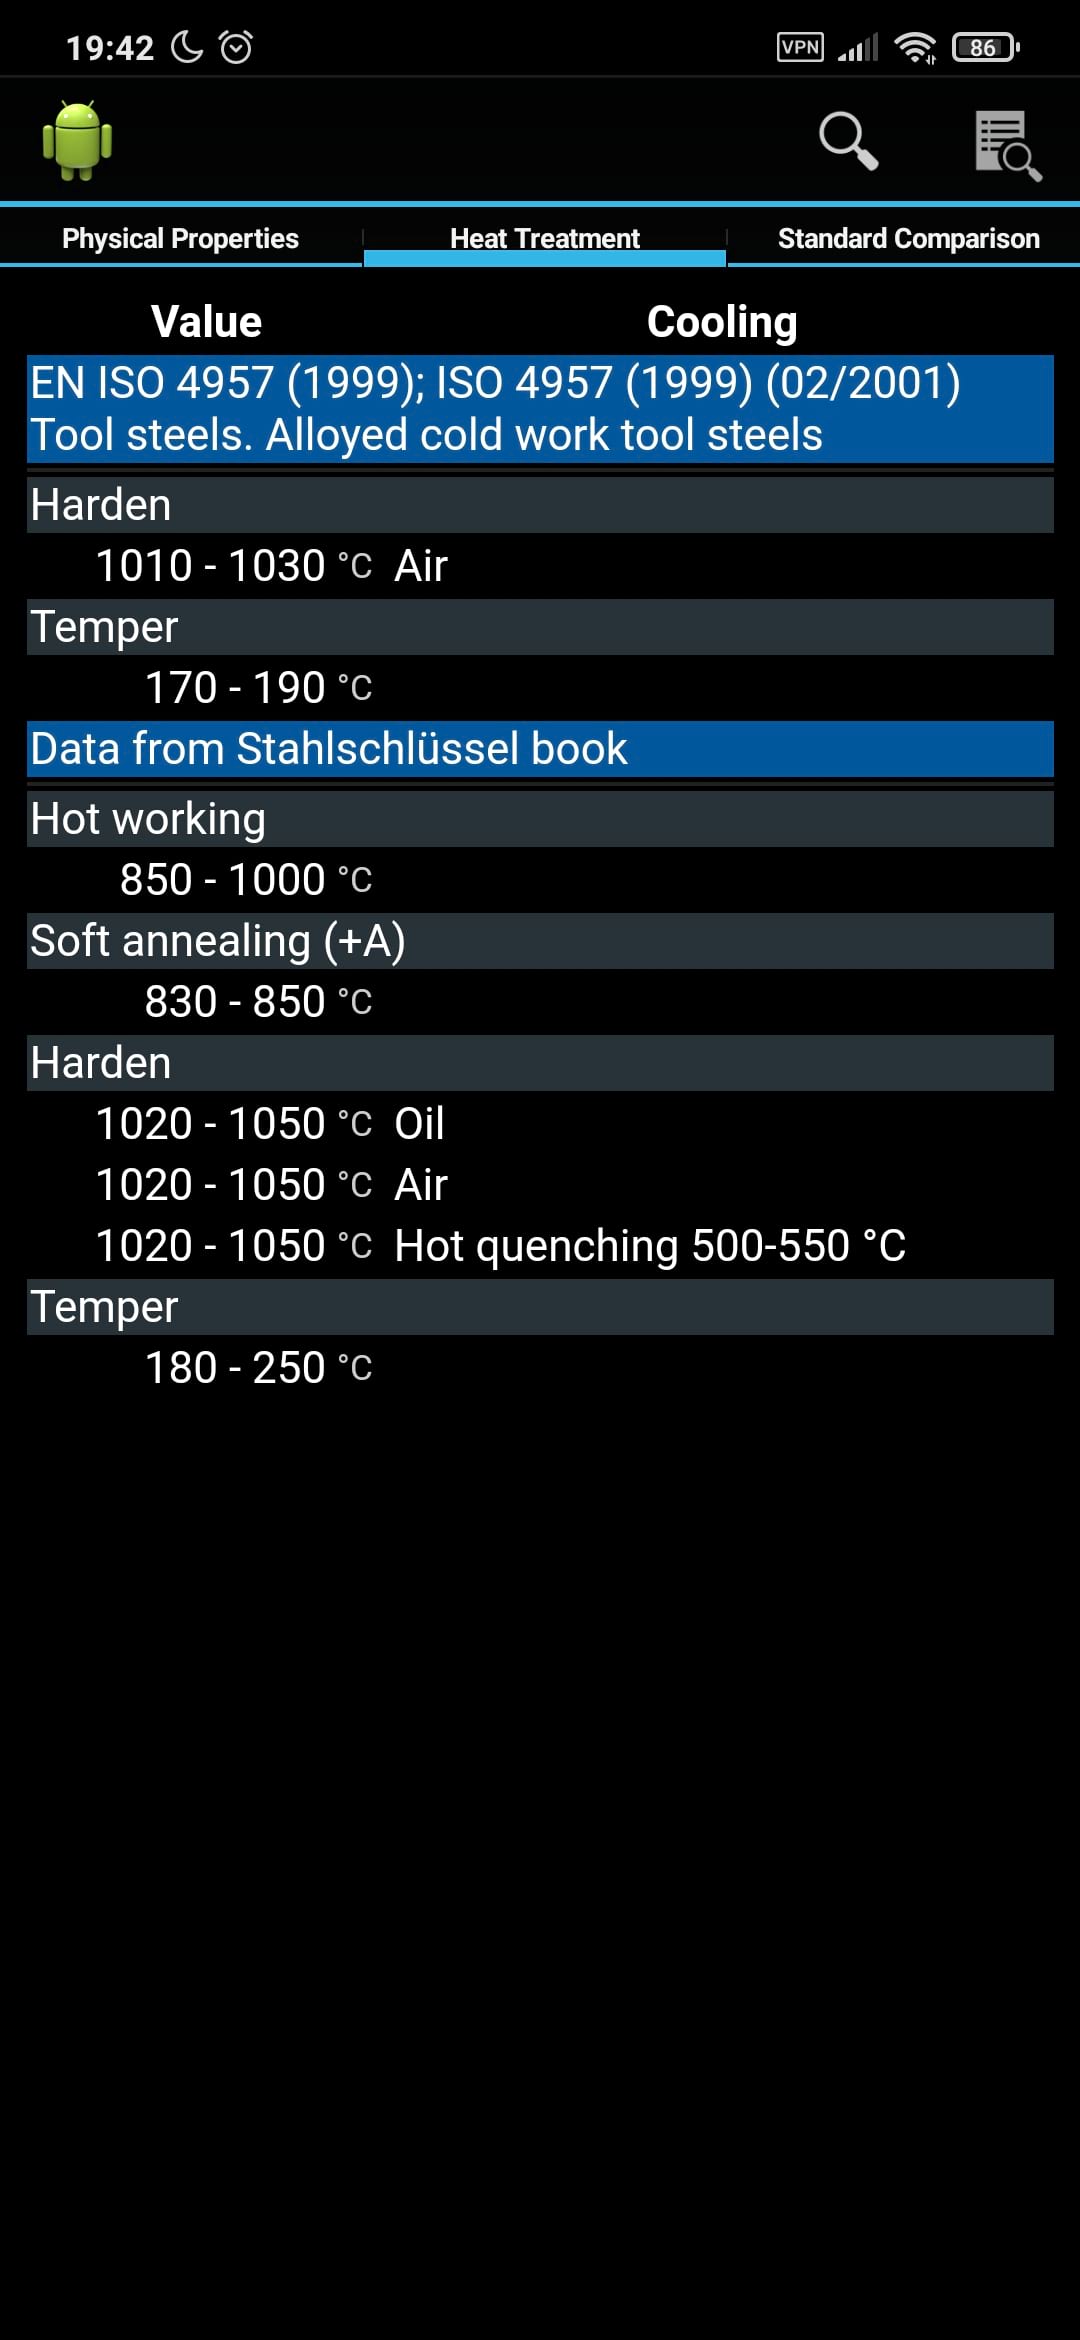 19:42
VPN
86
Physical Properties Heat Treatment Standard Comparison
Value Cooling
EN ISO 4957 (1999); ISO 4957 (1999) (02/2001)
Tool steels. Alloyed cold work tool steels
Harden
1010 - 1030 °C Air
Temper
170 - 190 °C
Data from Stahlschlüssel book
Hot working
850 - 1000 °C
Soft annealing (+A)
830 - 850 °C
Harden
1020 - 1050 °C Oil
1020 - 1050 °C Air
1020 - 1050 °C Hot quenching 500-550 °C
Temper
180 - 250 °C